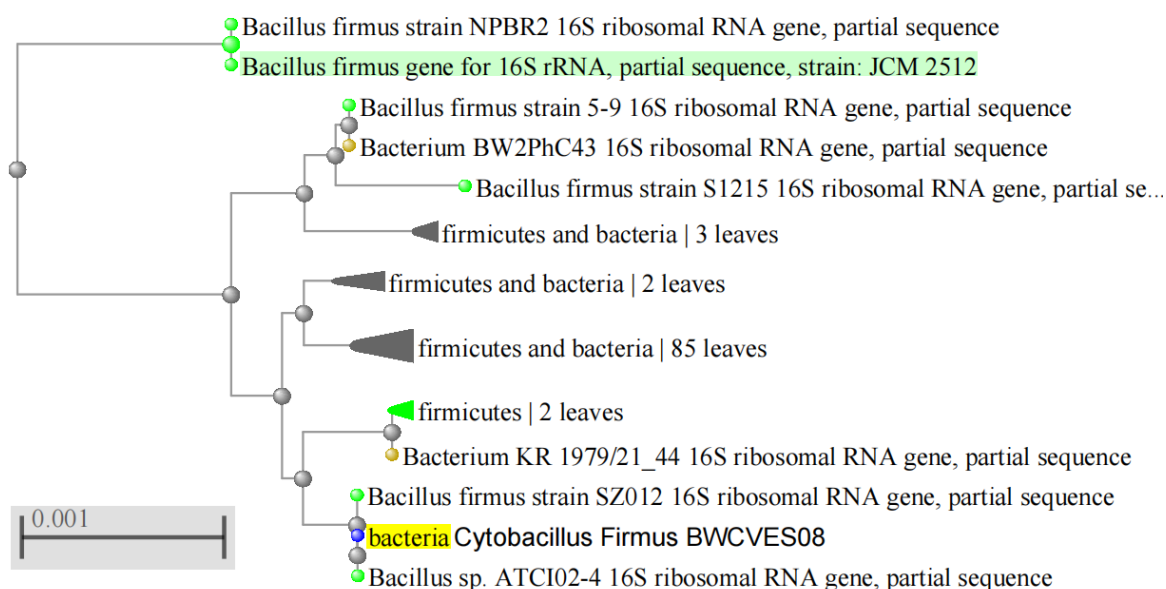 Bacillus firmus strain NPBR2 16S ribosomal RNA gene, partial sequence
Bacillus firmus gene for 16S rRNA, partial sequence, strain: JCM 2512
Bacillus firmus strain 5-9 16S ribosomal RNA gene, partial sequence
Bacterium BW2PhC43 16S ribosomal RNA gene, partial sequence
Bacillus firmus strain S1215 16S ribosomal RNA gene, partial se...
firmicutes and bacteria | 3 leaves
firmicutes and bacteria | 2 leaves
firmicutes and bacteria | 85 leaves
firmicutes | 2 leaves
Bacterium KR 1979/21_44 16S ribosomal RNA gene, partial sequence
Bacillus firmus strain SZ012 16S ribosomal RNA gene, partial sequence
0.001
bacteria Cytobacillus Firmus BWCVES08
Bacillus sp. ATCI02-4 16S ribosomal RNA gene, partial sequence